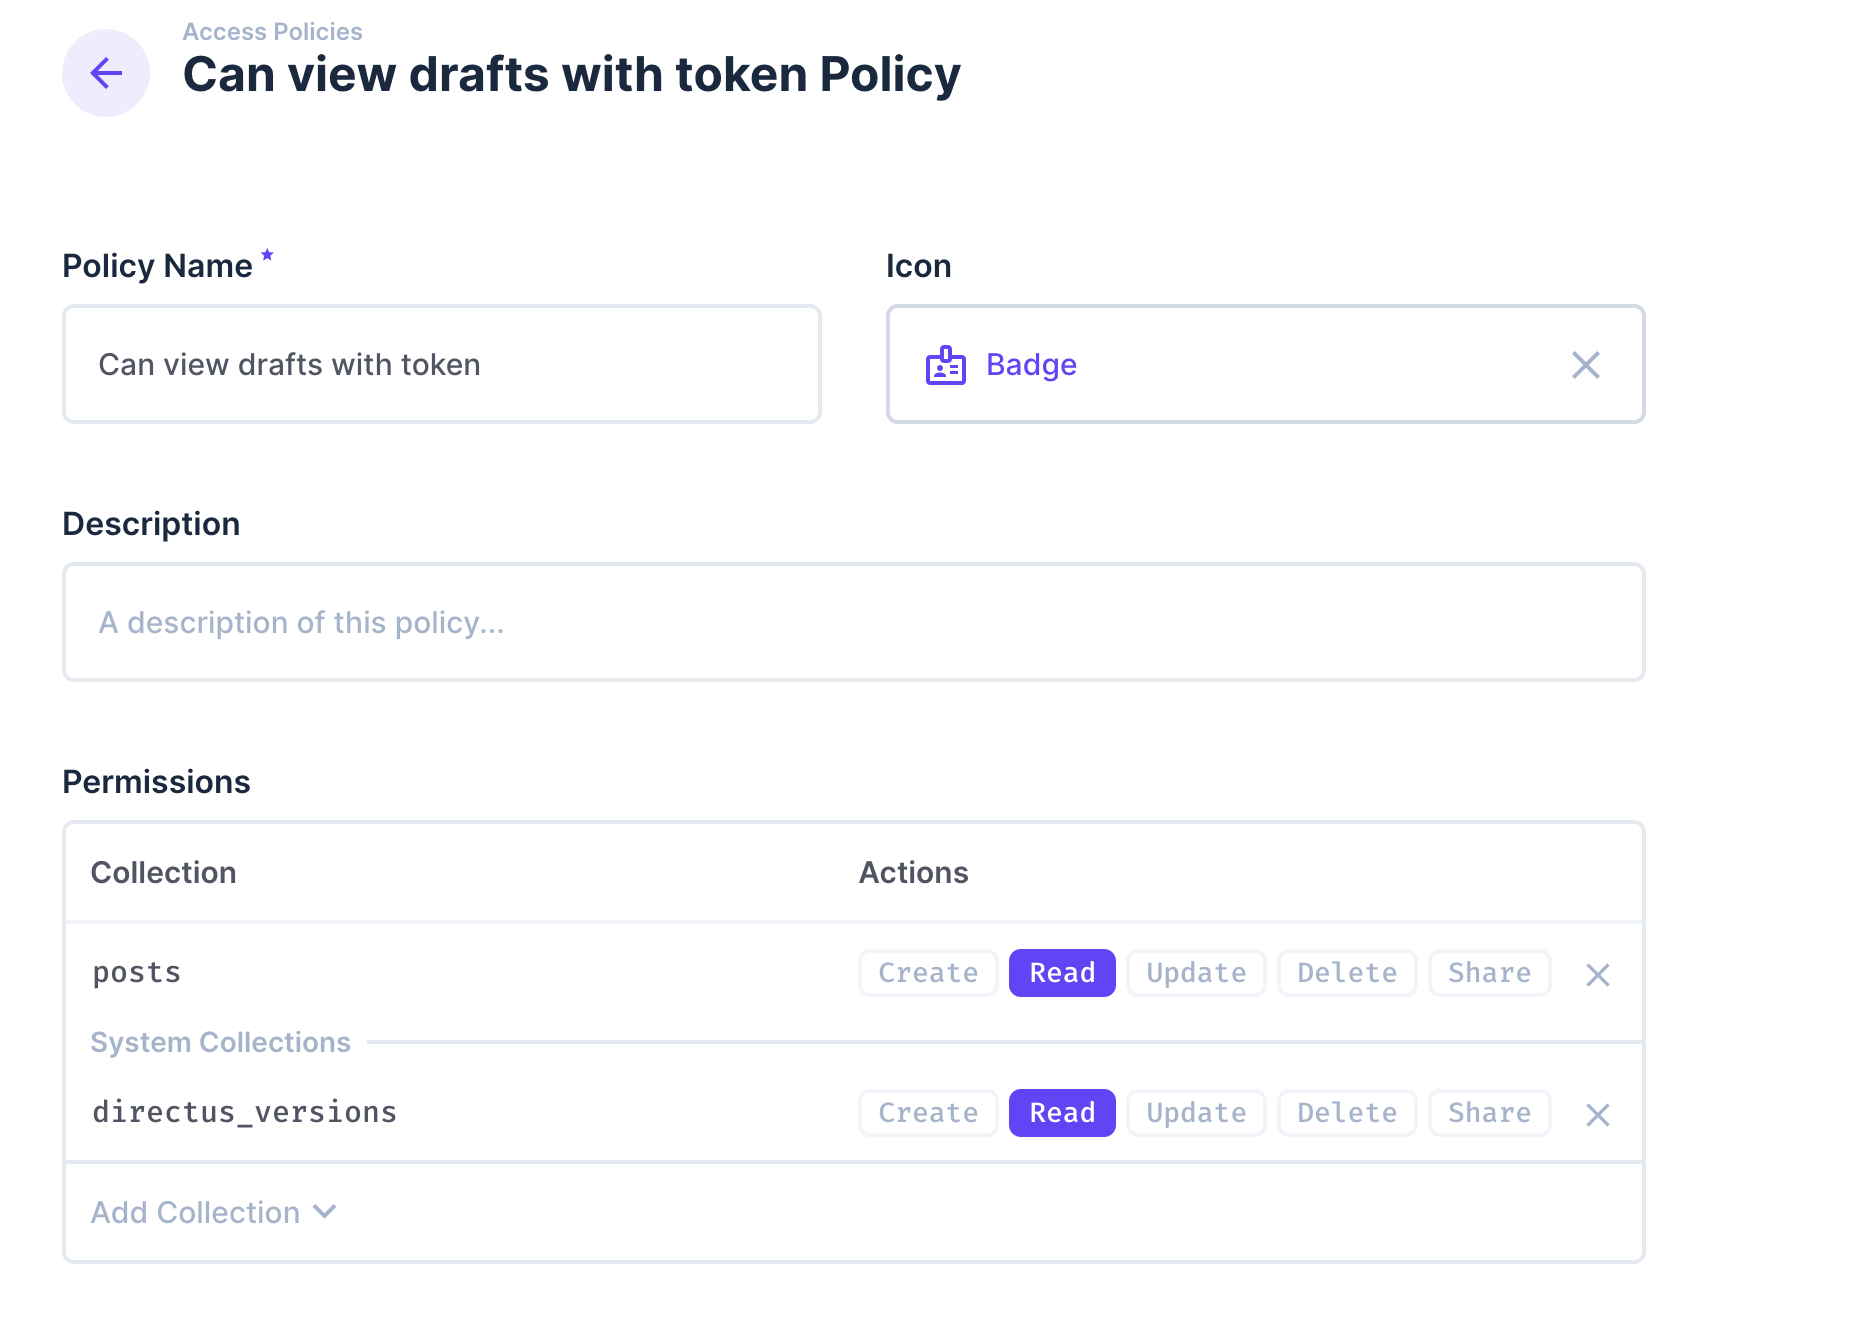 Access Policies
Can view drafts with token Policy
Policy Name
Icon
Can view drafts with token
Badge
Description
A description of this policy...
Permissions
Collection Actions
posts Create Read Update Delete Share
System Collections
directus_versions Create Read Update Delete Share
Add Collection